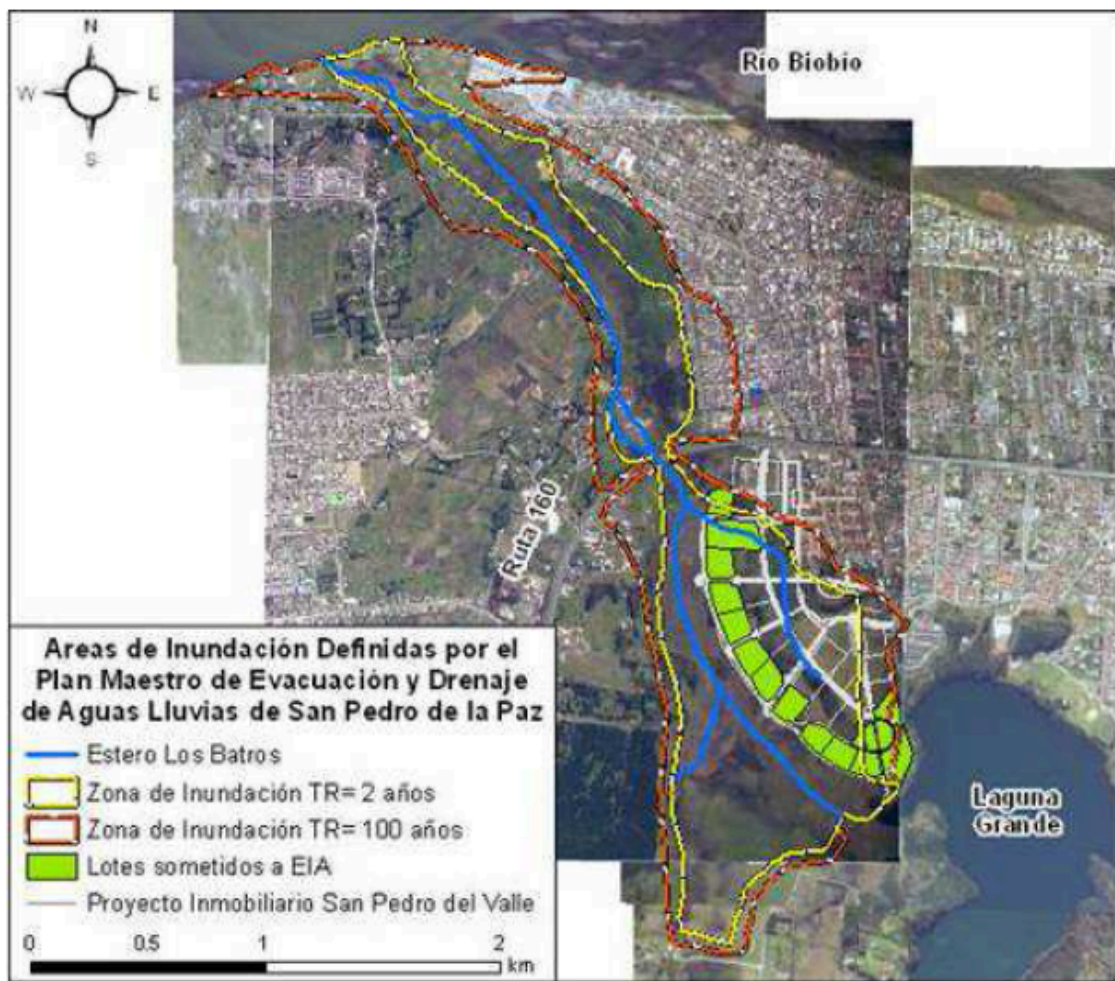 N
W E
S
Río Biobio
Ruta 160
Laguna
Grande
Areas de Inundación Definidas por el
Plan Maestro de Evacuación y Drenaje
de Aguas Lluvias de San Pedro de la Paz
Estero Los Batros
Zona de Inundación TR= 2 años
Zona de Inundación TR= 100 años
Lotes sometidos a EIA
Proyecto Inmobiliario San Pedro del Valle
0 0.5 1 2
km